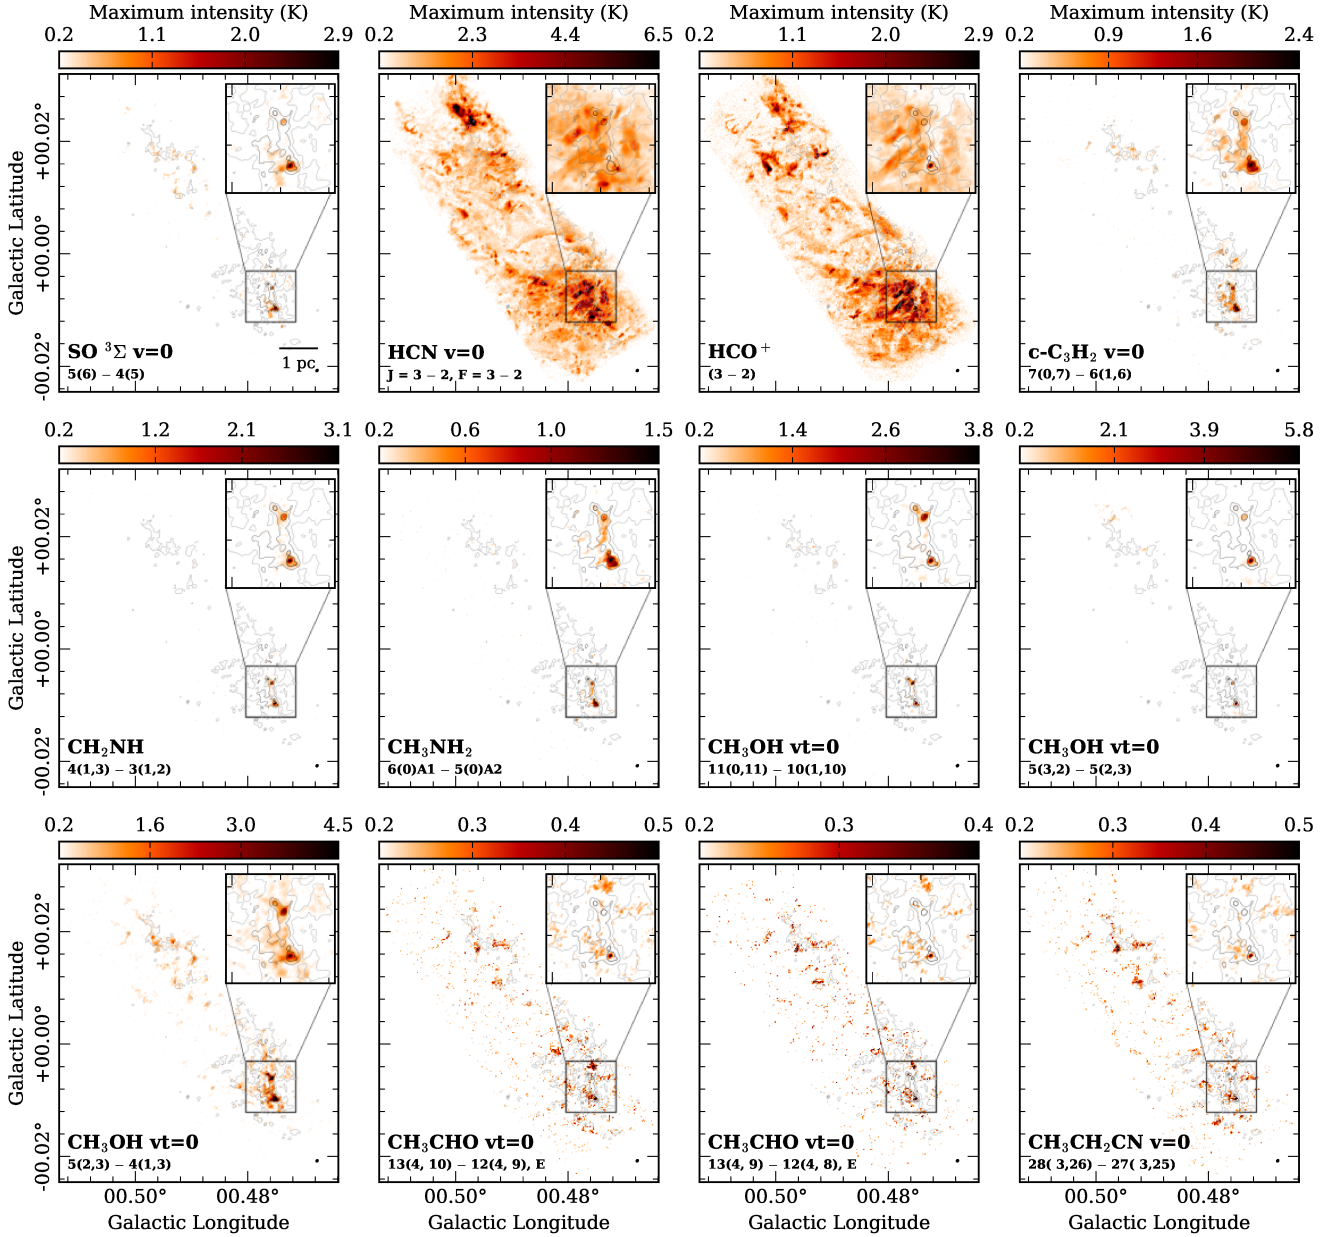 Maximum intensity (K) Maximum intensity (K) Maximum intensity (K) Maximum intensity (K)
0.2 1.1 2.0 2.9 0.2 2.3 4.4 6.5 0.2 1.1 2.0 2.9 0.2 0.9 1.6 2.4
Galactic Latitude
+00.02°
+00.00°
-00.02°
SO ³Σ v=0
5(6) − 4(5)
1 pc
HCN v=0
J = 3 − 2, F = 3 − 2
HCO⁺
(3 − 2)
c-C₃H₂ v=0
7(0,7) − 6(1,6)
0.2 1.2 2.1 3.1 0.2 0.6 1.0 1.5 0.2 1.4 2.6 3.8 0.2 2.1 3.9 5.8
Galactic Latitude
+00.02°
+00.00°
-00.02°
CH₂NH
4(1,3) − 3(1,2)
CH₃NH₂
6(0)A1 − 5(0)A2
CH₃OH vt=0
11(0,11) − 10(1,10)
CH₃OH vt=0
5(3,2) − 5(2,3)
0.2 1.6 3.0 4.5 0.2 0.3 0.4 0.5 0.2 0.3 0.4 0.2 0.3 0.4 0.5
Galactic Latitude
+00.02°
+00.00°
-00.02°
CH₃OH vt=0
5(2,3) − 4(1,3)
CH₃CHO vt=0
13(4, 10) − 12(4, 9), E
CH₃CHO vt=0
13(4, 9) − 12(4, 8), E
CH₃CH₂CN v=0
28( 3,26) − 27( 3,25)
00.50° 00.48° 00.50° 00.48° 00.50° 00.48° 00.50° 00.48°
Galactic Longitude Galactic Longitude Galactic Longitude Galactic Longitude